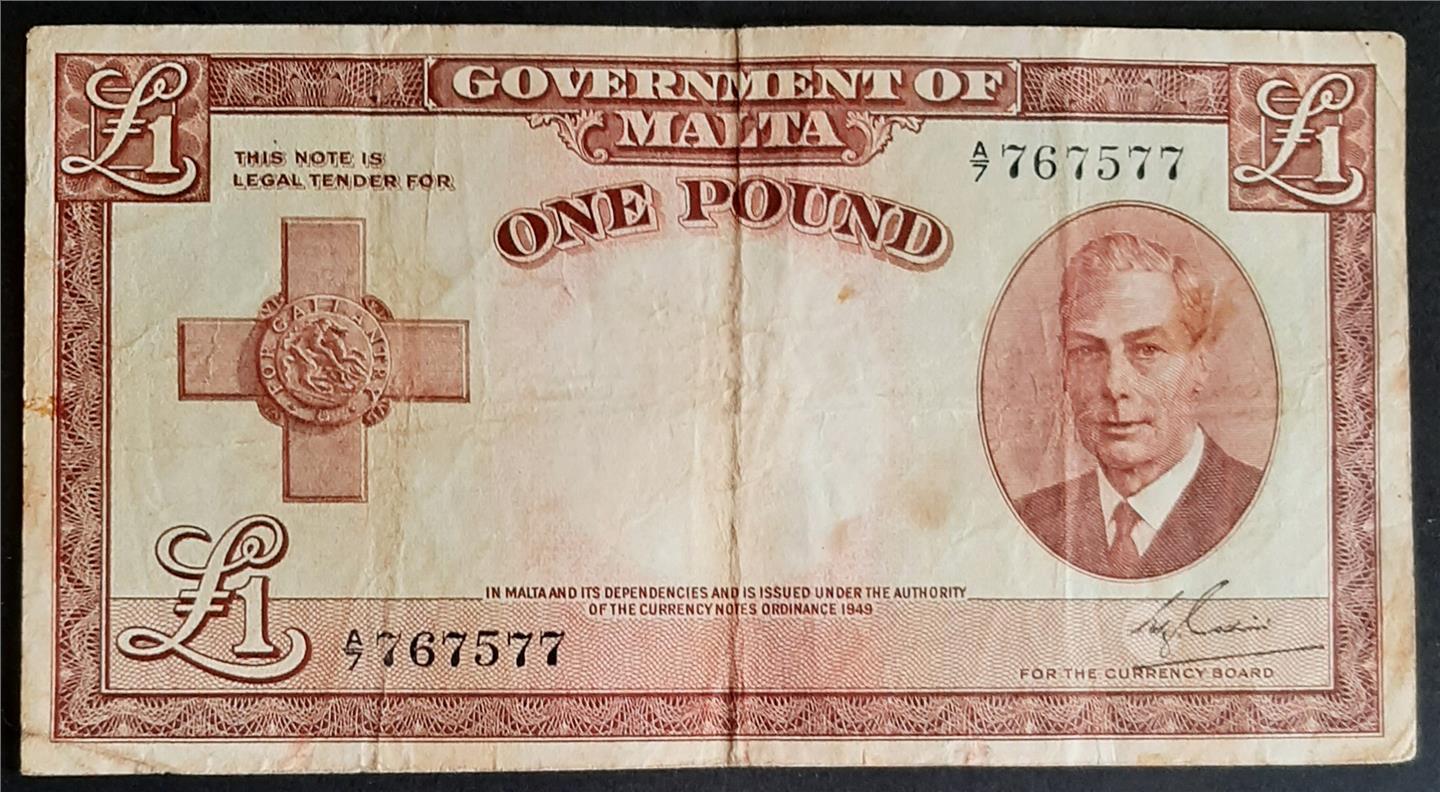 £1
GOVERNMENT OF
MALTA
£1
THIS NOTE IS
LEGAL TENDER FOR
A/7 767577
ONE POUND
FOR GALLANTRY
IN MALTA AND ITS DEPENDENCIES AND IS ISSUED UNDER THE AUTHORITY
OF THE CURRENCY NOTES ORDINANCE 1949
£1
A/7 767577
FOR THE CURRENCY BOARD